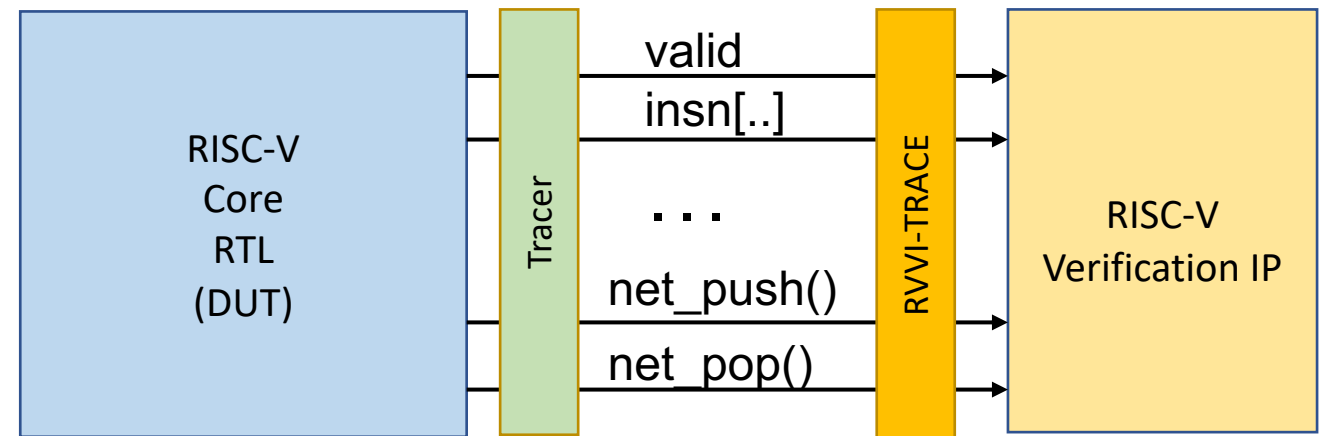 RISC-V
Core
RTL
(DUT)
Tracer
valid
insn[..]
. . .
net_push()
net_pop()
RVVI-TRACE
RISC-V
Verification IP